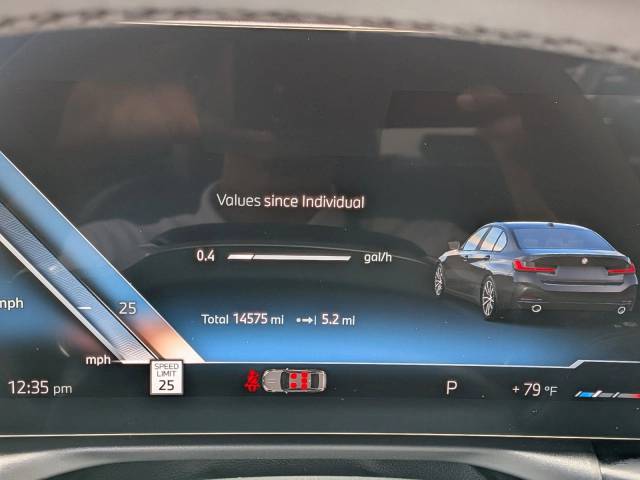 Values since Individual
0.4 gal/h
25
mph
Total 14575 mi 5.2 mi
mph
SPEED
LIMIT
25
12:35 pm
P
+79 °F